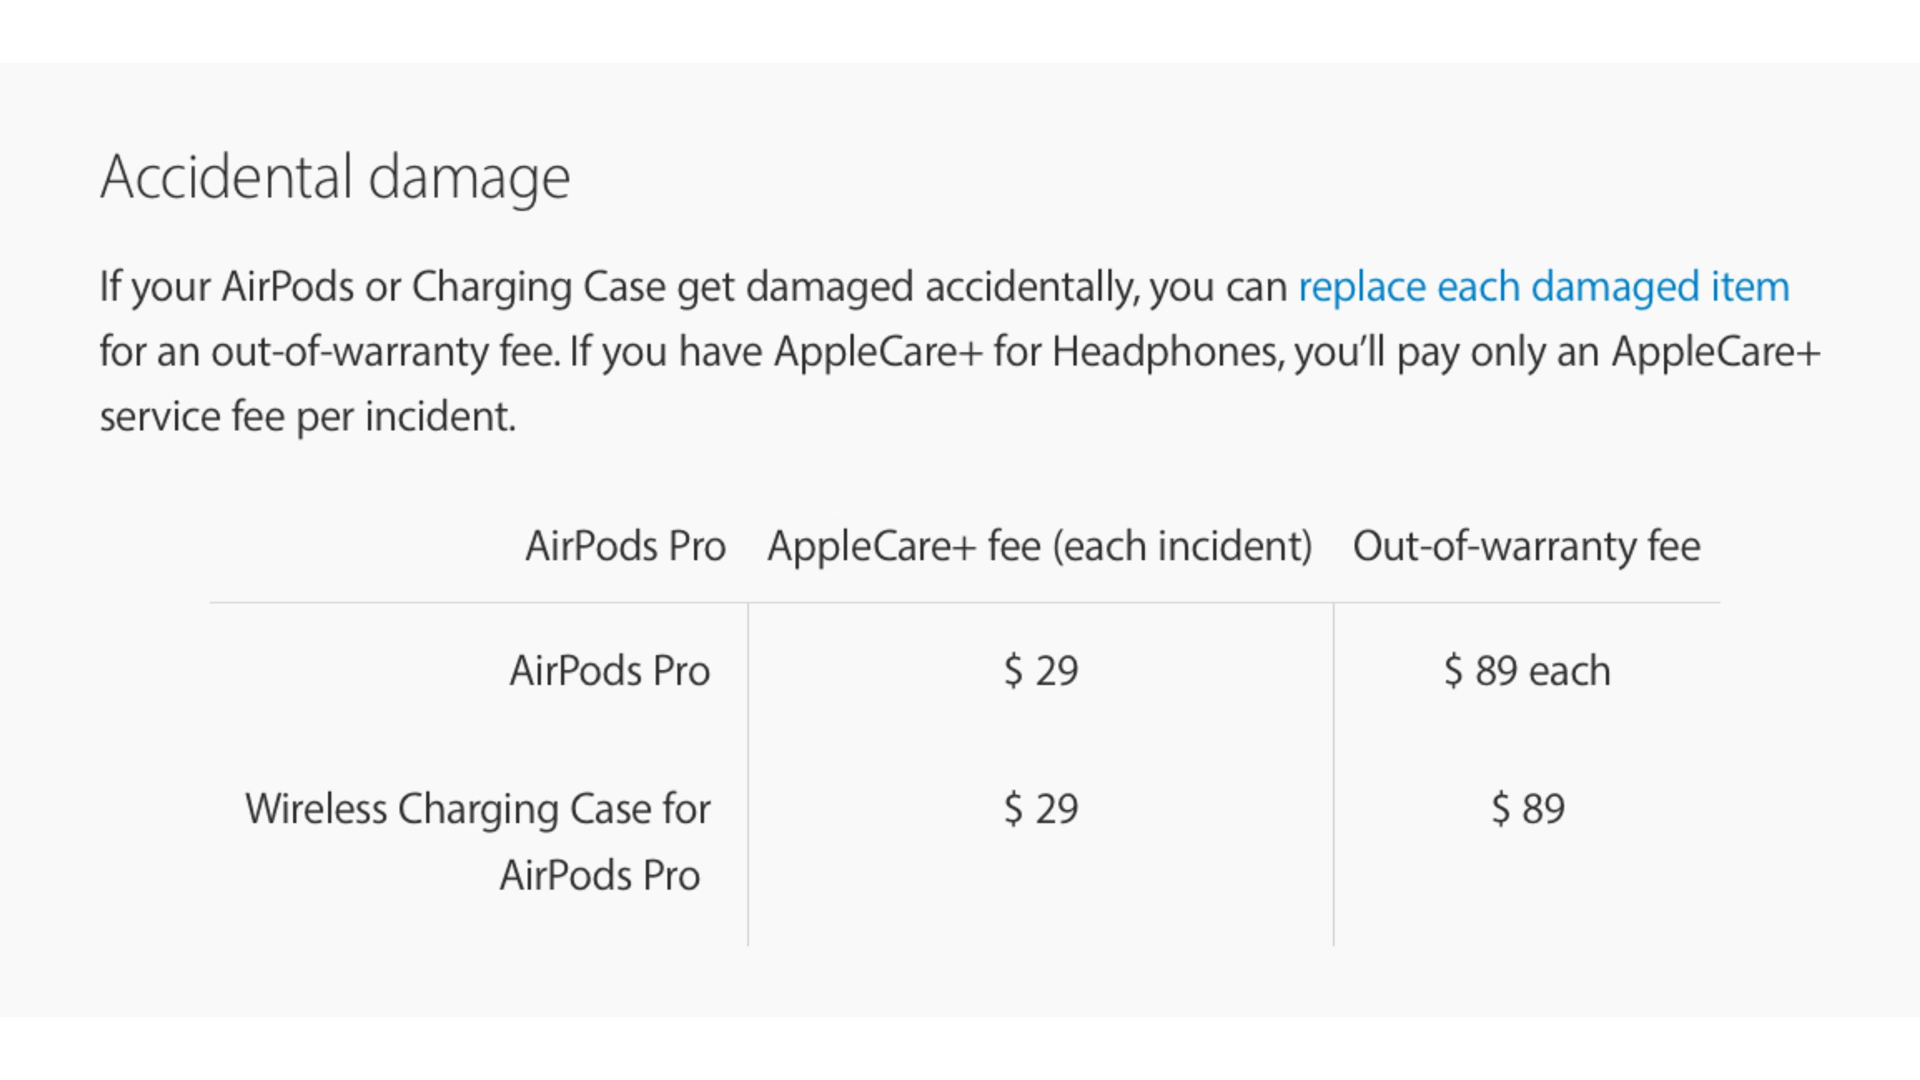 Accidental damage
If your AirPods or Charging Case get damaged accidentally, you can replace each damaged item
for an out-of-warranty fee. If you have AppleCare+ for Headphones, you’ll pay only an AppleCare+
service fee per incident.
AirPods Pro AppleCare+ fee (each incident) Out-of-warranty fee
AirPods Pro $ 29 $ 89 each
Wireless Charging Case for $ 29 $ 89
AirPods Pro